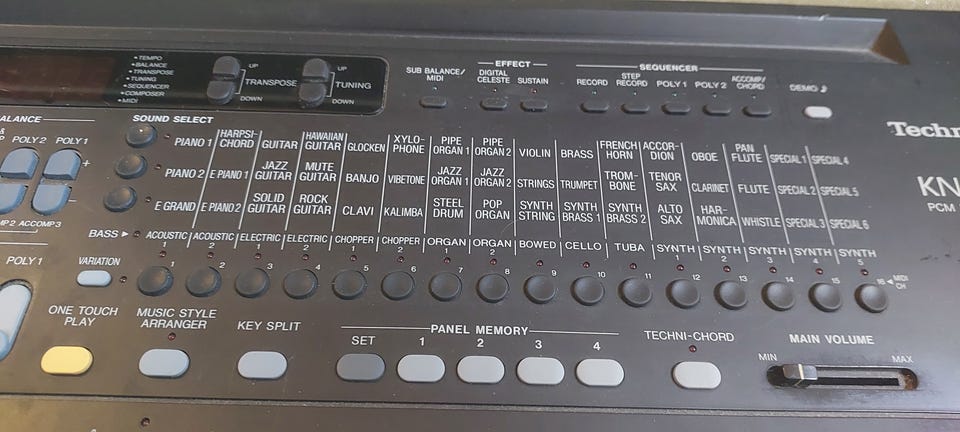 • TEMPO
• BALANCE
• TRANSPOSE
• TUNING
• SEQUENCER
• COMPOSER
• MIDI
UP
TRANSPOSE
DOWN
UP
TUNING
DOWN
SUB BALANCE/
MIDI
EFFECT
DIGITAL
CELESTE
SUSTAIN
SEQUENCER
RECORD
STEP
RECORD
POLY 1
POLY 2
ACCOMP/
CHORD
DEMO ♪
Techn
KN
PCM
ALANCE
POLY 2
POLY 1
+
−
ACCOMP3
POLY 1
SOUND SELECT
PIANO 1 HARPSI-CHORD GUITAR HAWAIIAN GUITAR GLOCKEN XYLO-PHONE PIPE ORGAN 1 PIPE ORGAN 2 VIOLIN BRASS FRENCH HORN ACCOR-DION OBOE PAN FLUTE SPECIAL 1 SPECIAL 4
PIANO 2 E PIANO 1 JAZZ GUITAR MUTE GUITAR BANJO VIBETONE JAZZ ORGAN 1 JAZZ ORGAN 2 STRINGS TRUMPET TROM-BONE TENOR SAX CLARINET FLUTE SPECIAL 2 SPECIAL 5
E GRAND E PIANO 2 SOLID GUITAR ROCK GUITAR CLAVI KALIMBA STEEL DRUM POP ORGAN SYNTH STRING SYNTH BRASS 1 SYNTH BRASS 2 ALTO SAX HAR-MONICA WHISTLE SPECIAL 3 SPECIAL 6
BASS ▶ ACOUSTIC 1 ACOUSTIC 2 ELECTRIC 1 ELECTRIC 2 CHOPPER 1 CHOPPER 2 ORGAN 1 ORGAN 2 BOWED CELLO TUBA SYNTH 1 SYNTH 2 SYNTH 3 SYNTH 4 SYNTH 5
1 2 3 4 5 6 7 8 9 10 11 12 13 14 15 16 ◀ MIDI CH
VARIATION
ONE TOUCH
PLAY
MUSIC STYLE
ARRANGER
KEY SPLIT
PANEL MEMORY
SET 1 2 3 4
TECHNI-CHORD
MAIN VOLUME
MIN MAX